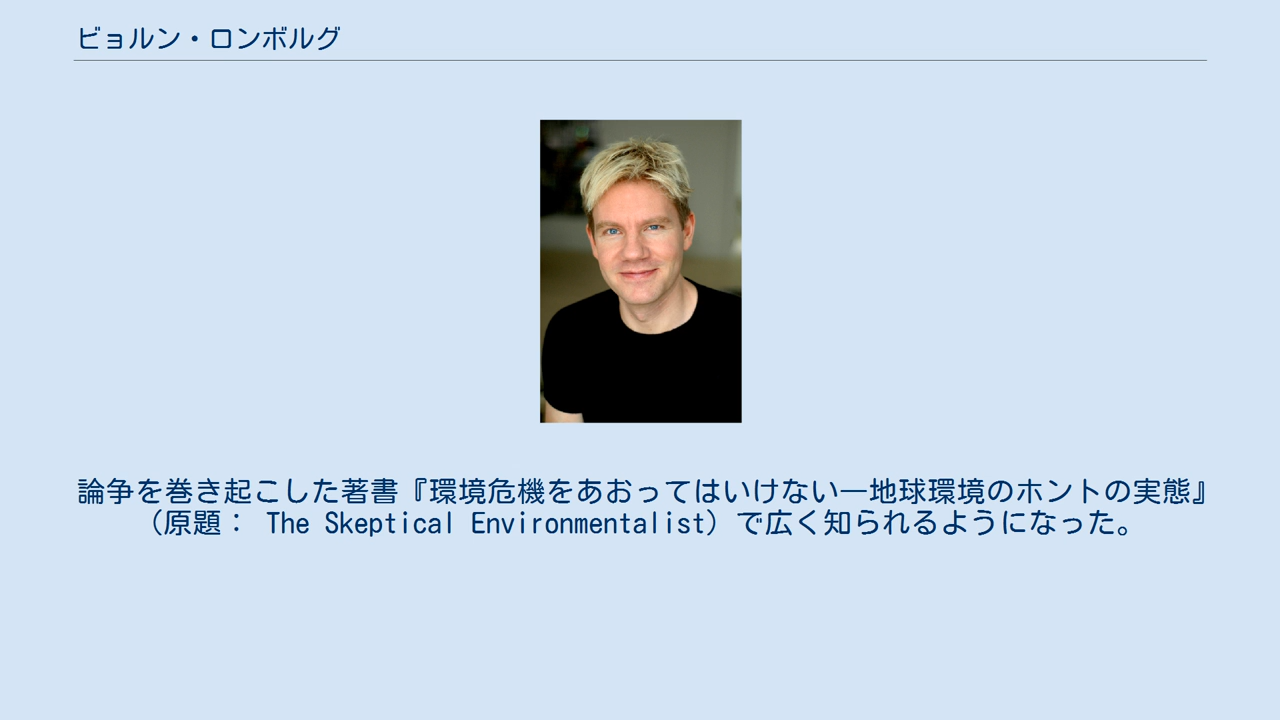 ビョルン・ロンボルグ
論争を巻き起こした著書『環境危機をあおってはいけない―地球環境のホントの実態』
（原題： The Skeptical Environmentalist）で広く知られるようになった。